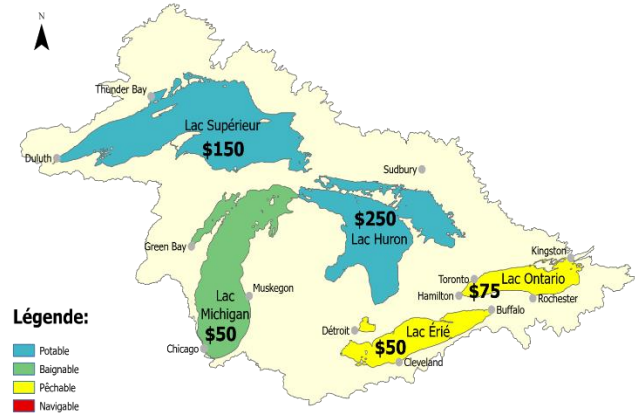 N
Thunder Bay
Lac Supérieur
$150
Duluth
Sudbury
$250
Lac Huron
Green Bay
Kingston
Toronto
Lac Ontario
Hamilton
$75
Rochester
Muskegon
Lac
Michigan
$50
Buffalo
Détroit
Lac Érié
$50
Chicago
Cleveland
Légende:
Potable
Baignable
Pêchable
Navigable